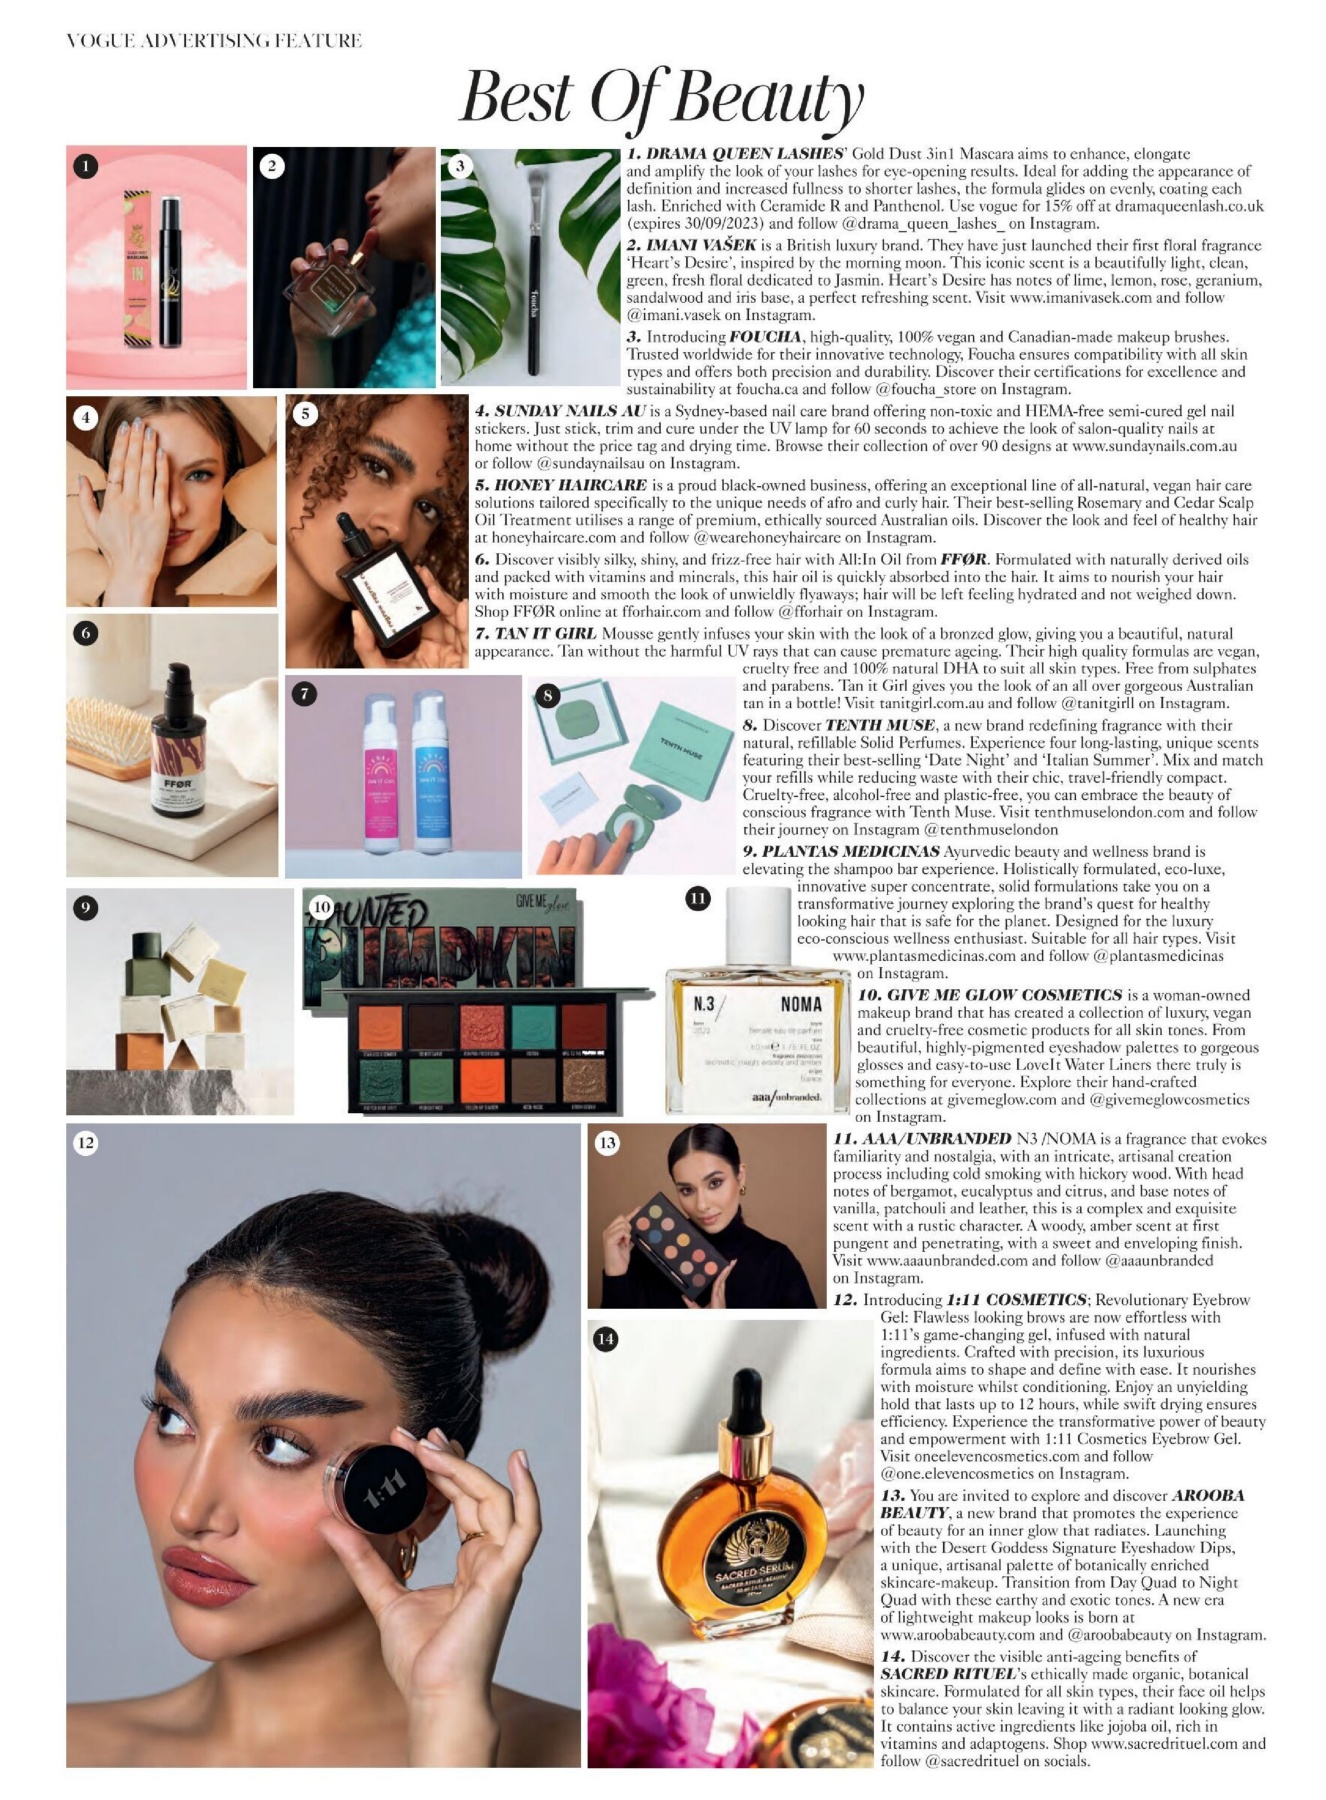 VOGUE ADVERTISING FEATURE
Best Of Beauty
1
2
3
Foucha
1. DRAMA QUEEN LASHES' Gold Dust 3in1 Mascara aims to enhance, elongate
and amplify the look of your lashes for eye-opening results. Ideal for adding the appearance of
definition and increased fullness to shorter lashes, the formula glides on evenly, coating each
lash. Enriched with Ceramide R and Panthenol. Use vogue for 15% off at dramaqueenlash.co.uk
(expires 30/09/2023) and follow @drama_queen_lashes_ on Instagram.
2. IMANI VAŠEK is a British luxury brand. They have just launched their first floral fragrance
'Heart's Desire', inspired by the morning moon. This iconic scent is a beautifully light, clean,
green, fresh floral dedicated to Jasmin. Heart's Desire has notes of lime, lemon, rose, geranium,
sandalwood and iris base, a perfect refreshing scent. Visit www.imanivasek.com and follow
@imani.vasek on Instagram.
3. Introducing FOUCHA, high-quality, 100% vegan and Canadian-made makeup brushes.
Trusted worldwide for their innovative technology, Foucha ensures compatibility with all skin
types and offers both precision and durability. Discover their certifications for excellence and
sustainability at foucha.ca and follow @foucha_store on Instagram.
4
5
4. SUNDAY NAILS AU is a Sydney-based nail care brand offering non-toxic and HEMA-free semi-cured gel nail
stickers. Just stick, trim and cure under the UV lamp for 60 seconds to achieve the look of salon-quality nails at
home without the price tag and drying time. Browse their collection of over 90 designs at www.sundaynails.com.au
or follow @sundaynailsau on Instagram.
5. HONEY HAIRCARE is a proud black-owned business, offering an exceptional line of all-natural, vegan hair care
solutions tailored specifically to the unique needs of afro and curly hair. Their best-selling Rosemary and Cedar Scalp
Oil Treatment utilises a range of premium, ethically sourced Australian oils. Discover the look and feel of healthy hair
at honeyhaircare.com and follow @wearehoneyhaircare on Instagram.
6. Discover visibly silky, shiny, and frizz-free hair with All:In Oil from FFØR. Formulated with naturally derived oils
and packed with vitamins and minerals, this hair oil is quickly absorbed into the hair. It aims to nourish your hair
with moisture and smooth the look of unwieldly flyaways; hair will be left feeling hydrated and not weighed down.
Shop FFØR online at fforhair.com and follow @fforhair on Instagram.
7. TAN IT GIRL Mousse gently infuses your skin with the look of a bronzed glow, giving you a beautiful, natural
appearance. Tan without the harmful UV rays that can cause premature ageing. Their high quality formulas are vegan,
cruelty free and 100% natural DHA to suit all skin types. Free from sulphates
and parabens. Tan it Girl gives you the look of an all over gorgeous Australian
tan in a bottle! Visit tanitgirl.com.au and follow @tanitgirll on Instagram.
6
FFØR
7
TAN IT GIRL
TAN IT GIRL
8
TENTH MUSE
8. Discover TENTH MUSE, a new brand redefining fragrance with their
natural, refillable Solid Perfumes. Experience four long-lasting, unique scents
featuring their best-selling 'Date Night' and 'Italian Summer'. Mix and match
your refills while reducing waste with their chic, travel-friendly compact.
Cruelty-free, alcohol-free and plastic-free, you can embrace the beauty of
conscious fragrance with Tenth Muse. Visit tenthmuselondon.com and follow
their journey on Instagram @tenthmuselondon
9. PLANTAS MEDICINAS Ayurvedic beauty and wellness brand is
elevating the shampoo bar experience. Holistically formulated, eco-luxe,
innovative super concentrate, solid formulations take you on a
transformative journey exploring the brand's quest for healthy
looking hair that is safe for the planet. Designed for the luxury
eco-conscious wellness enthusiast. Suitable for all hair types. Visit
www.plantasmedicinas.com and follow @plantasmedicinas
on Instagram.
9
10
GIVE ME glow
HAUNTED
PUMPKIN
11
N.3/ NOMA
female eau de parfum
aaa/unbranded.
10. GIVE ME GLOW COSMETICS is a woman-owned
makeup brand that has created a collection of luxury, vegan
and cruelty-free cosmetic products for all skin tones. From
beautiful, highly-pigmented eyeshadow palettes to gorgeous
glosses and easy-to-use LoveIt Water Liners there truly is
something for everyone. Explore their hand-crafted
collections at givemeglow.com and @givemeglowcosmetics
on Instagram.
11. AAA/UNBRANDED N3 /NOMA is a fragrance that evokes
familiarity and nostalgia, with an intricate, artisanal creation
process including cold smoking with hickory wood. With head
notes of bergamot, eucalyptus and citrus, and base notes of
vanilla, patchouli and leather, this is a complex and exquisite
scent with a rustic character. A woody, amber scent at first
pungent and penetrating, with a sweet and enveloping finish.
Visit www.aaaunbranded.com and follow @aaaunbranded
on Instagram.
12
1:11
13
12. Introducing 1:11 COSMETICS; Revolutionary Eyebrow
Gel: Flawless looking brows are now effortless with
1:11's game-changing gel, infused with natural
ingredients. Crafted with precision, its luxurious
formula aims to shape and define with ease. It nourishes
with moisture whilst conditioning. Enjoy an unyielding
hold that lasts up to 12 hours, while swift drying ensures
efficiency. Experience the transformative power of beauty
and empowerment with 1:11 Cosmetics Eyebrow Gel.
Visit oneelevencosmetics.com and follow
@one.elevencosmetics on Instagram.
14
SACRED SERUM
SACRED RITUEL BEAUTY
13. You are invited to explore and discover AROOBA
BEAUTY, a new brand that promotes the experience
of beauty for an inner glow that radiates. Launching
with the Desert Goddess Signature Eyeshadow Dips,
a unique, artisanal palette of botanically enriched
skincare-makeup. Transition from Day Quad to Night
Quad with these earthy and exotic tones. A new era
of lightweight makeup looks is born at
www.aroobabeauty.com and @aroobabeauty on Instagram.
14. Discover the visible anti-ageing benefits of
SACRED RITUEL's ethically made organic, botanical
skincare. Formulated for all skin types, their face oil helps
to balance your skin leaving it with a radiant looking glow.
It contains active ingredients like jojoba oil, rich in
vitamins and adaptogens. Shop www.sacredrituel.com and
follow @sacredrituel on socials.